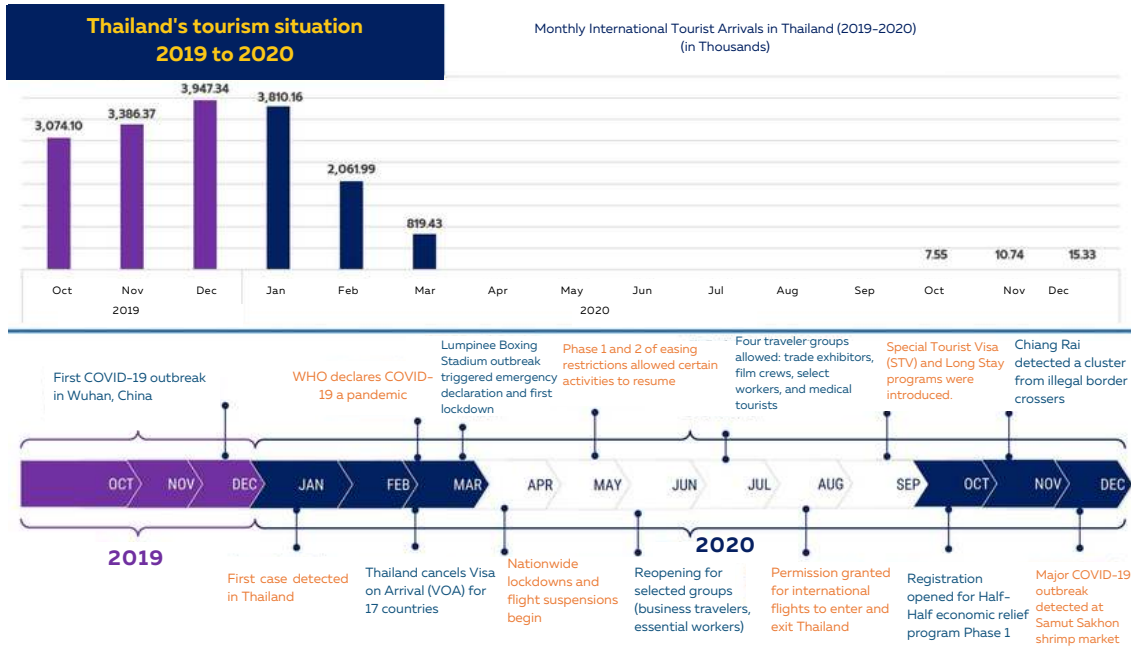 Thailand's tourism situation
2019 to 2020
Monthly International Tourist Arrivals in Thailand (2019-2020)
(in Thousands)
3,074.10
3,386.37
3,947.34
3,810.16
2,061.99
819.43
7.55
10.74
15.33
Oct
Nov
Dec
Jan
Feb
Mar
Apr
May
Jun
Jul
Aug
Sep
Oct
Nov
Dec
2019
2020
First COVID-19 outbreak
in Wuhan, China
WHO declares COVID-
19 a pandemic
Lumpinee Boxing
Stadium outbreak
triggered emergency
declaration and first
lockdown
Phase 1 and 2 of easing
restrictions allowed certain
activities to resume
Four traveler groups
allowed: trade exhibitors,
film crews, select
workers, and medical
tourists
Special Tourist Visa
(STV) and Long Stay
programs were
introduced.
Chiang Rai
detected a cluster
from illegal border
crossers
OCT
NOV
DEC
JAN
FEB
MAR
APR
MAY
JUN
JUL
AUG
SEP
OCT
NOV
DEC
2019
2020
First case detected
in Thailand
Thailand cancels Visa
on Arrival (VOA) for
17 countries
Nationwide
lockdowns and
flight suspensions
begin
Reopening for
selected groups
(business travelers,
essential workers)
Permission granted
for international
flights to enter and
exit Thailand
Registration
opened for Half-
Half economic relief
program Phase 1
Major COVID-19
outbreak
detected at
Samut Sakhon
shrimp market